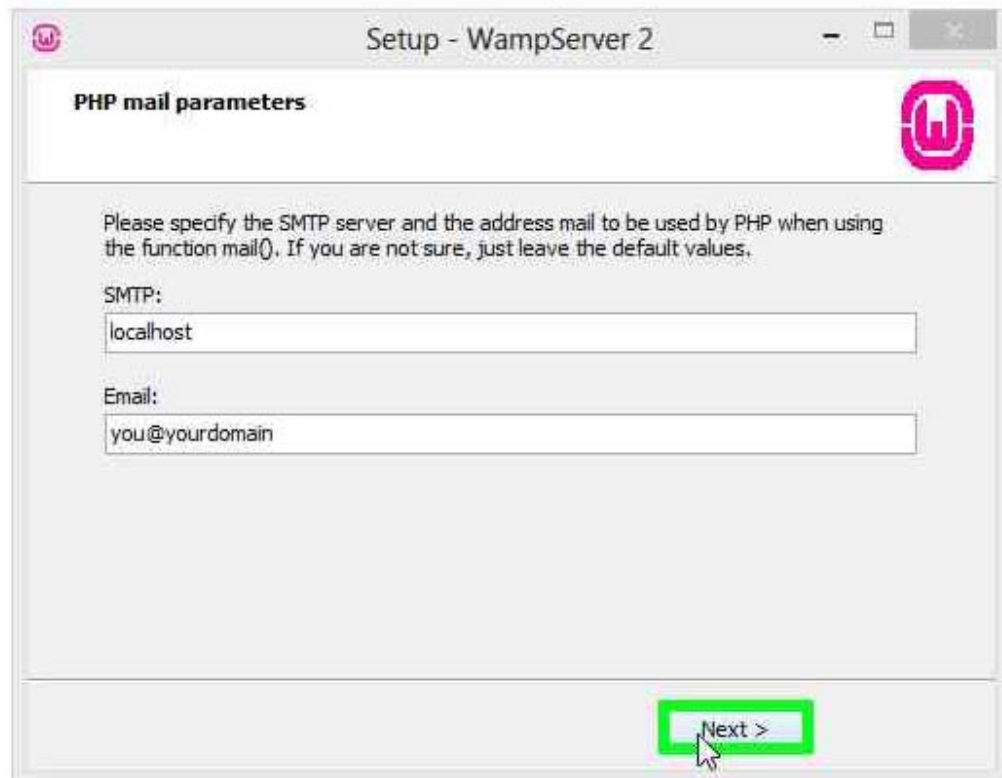 Setup - WampServer 2
PHP mail parameters
Please specify the SMTP server and the address mail to be used by PHP when using
the function mail(). If you are not sure, just leave the default values.
SMTP:
localhost
Email:
you@yourdomain
Next >